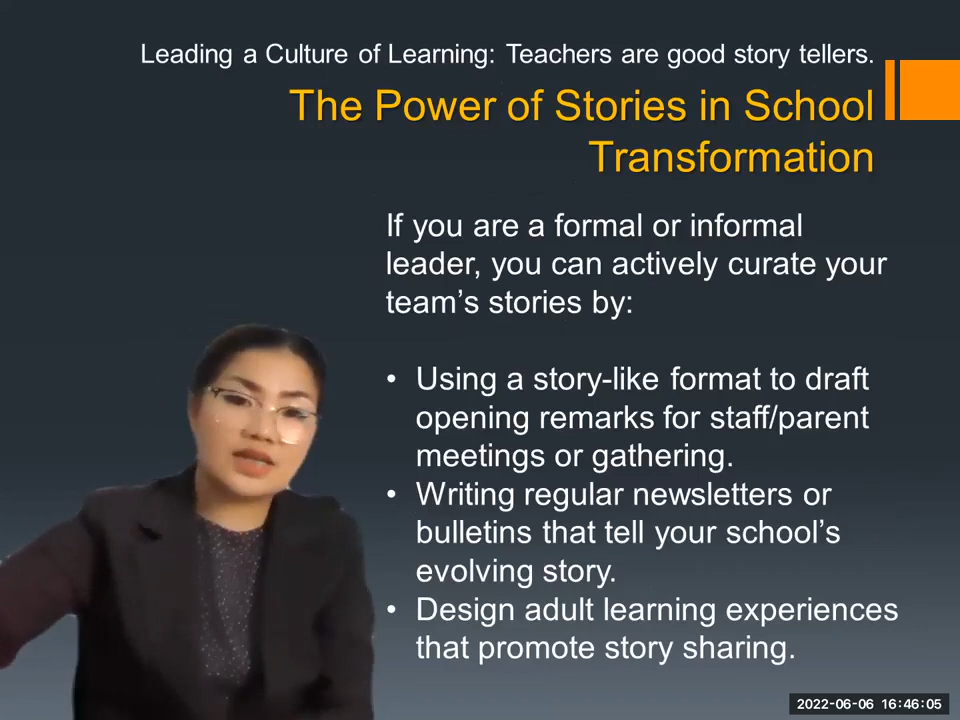 Leading a Culture of Learning: Teachers are good story tellers.
The Power of Stories in School
Transformation
If you are a formal or informal
leader, you can actively curate your
team’s stories by:
• Using a story-like format to draft
opening remarks for staff/parent
meetings or gathering.
• Writing regular newsletters or
bulletins that tell your school’s
evolving story.
• Design adult learning experiences
that promote story sharing.
2022-06-06 16:46:05